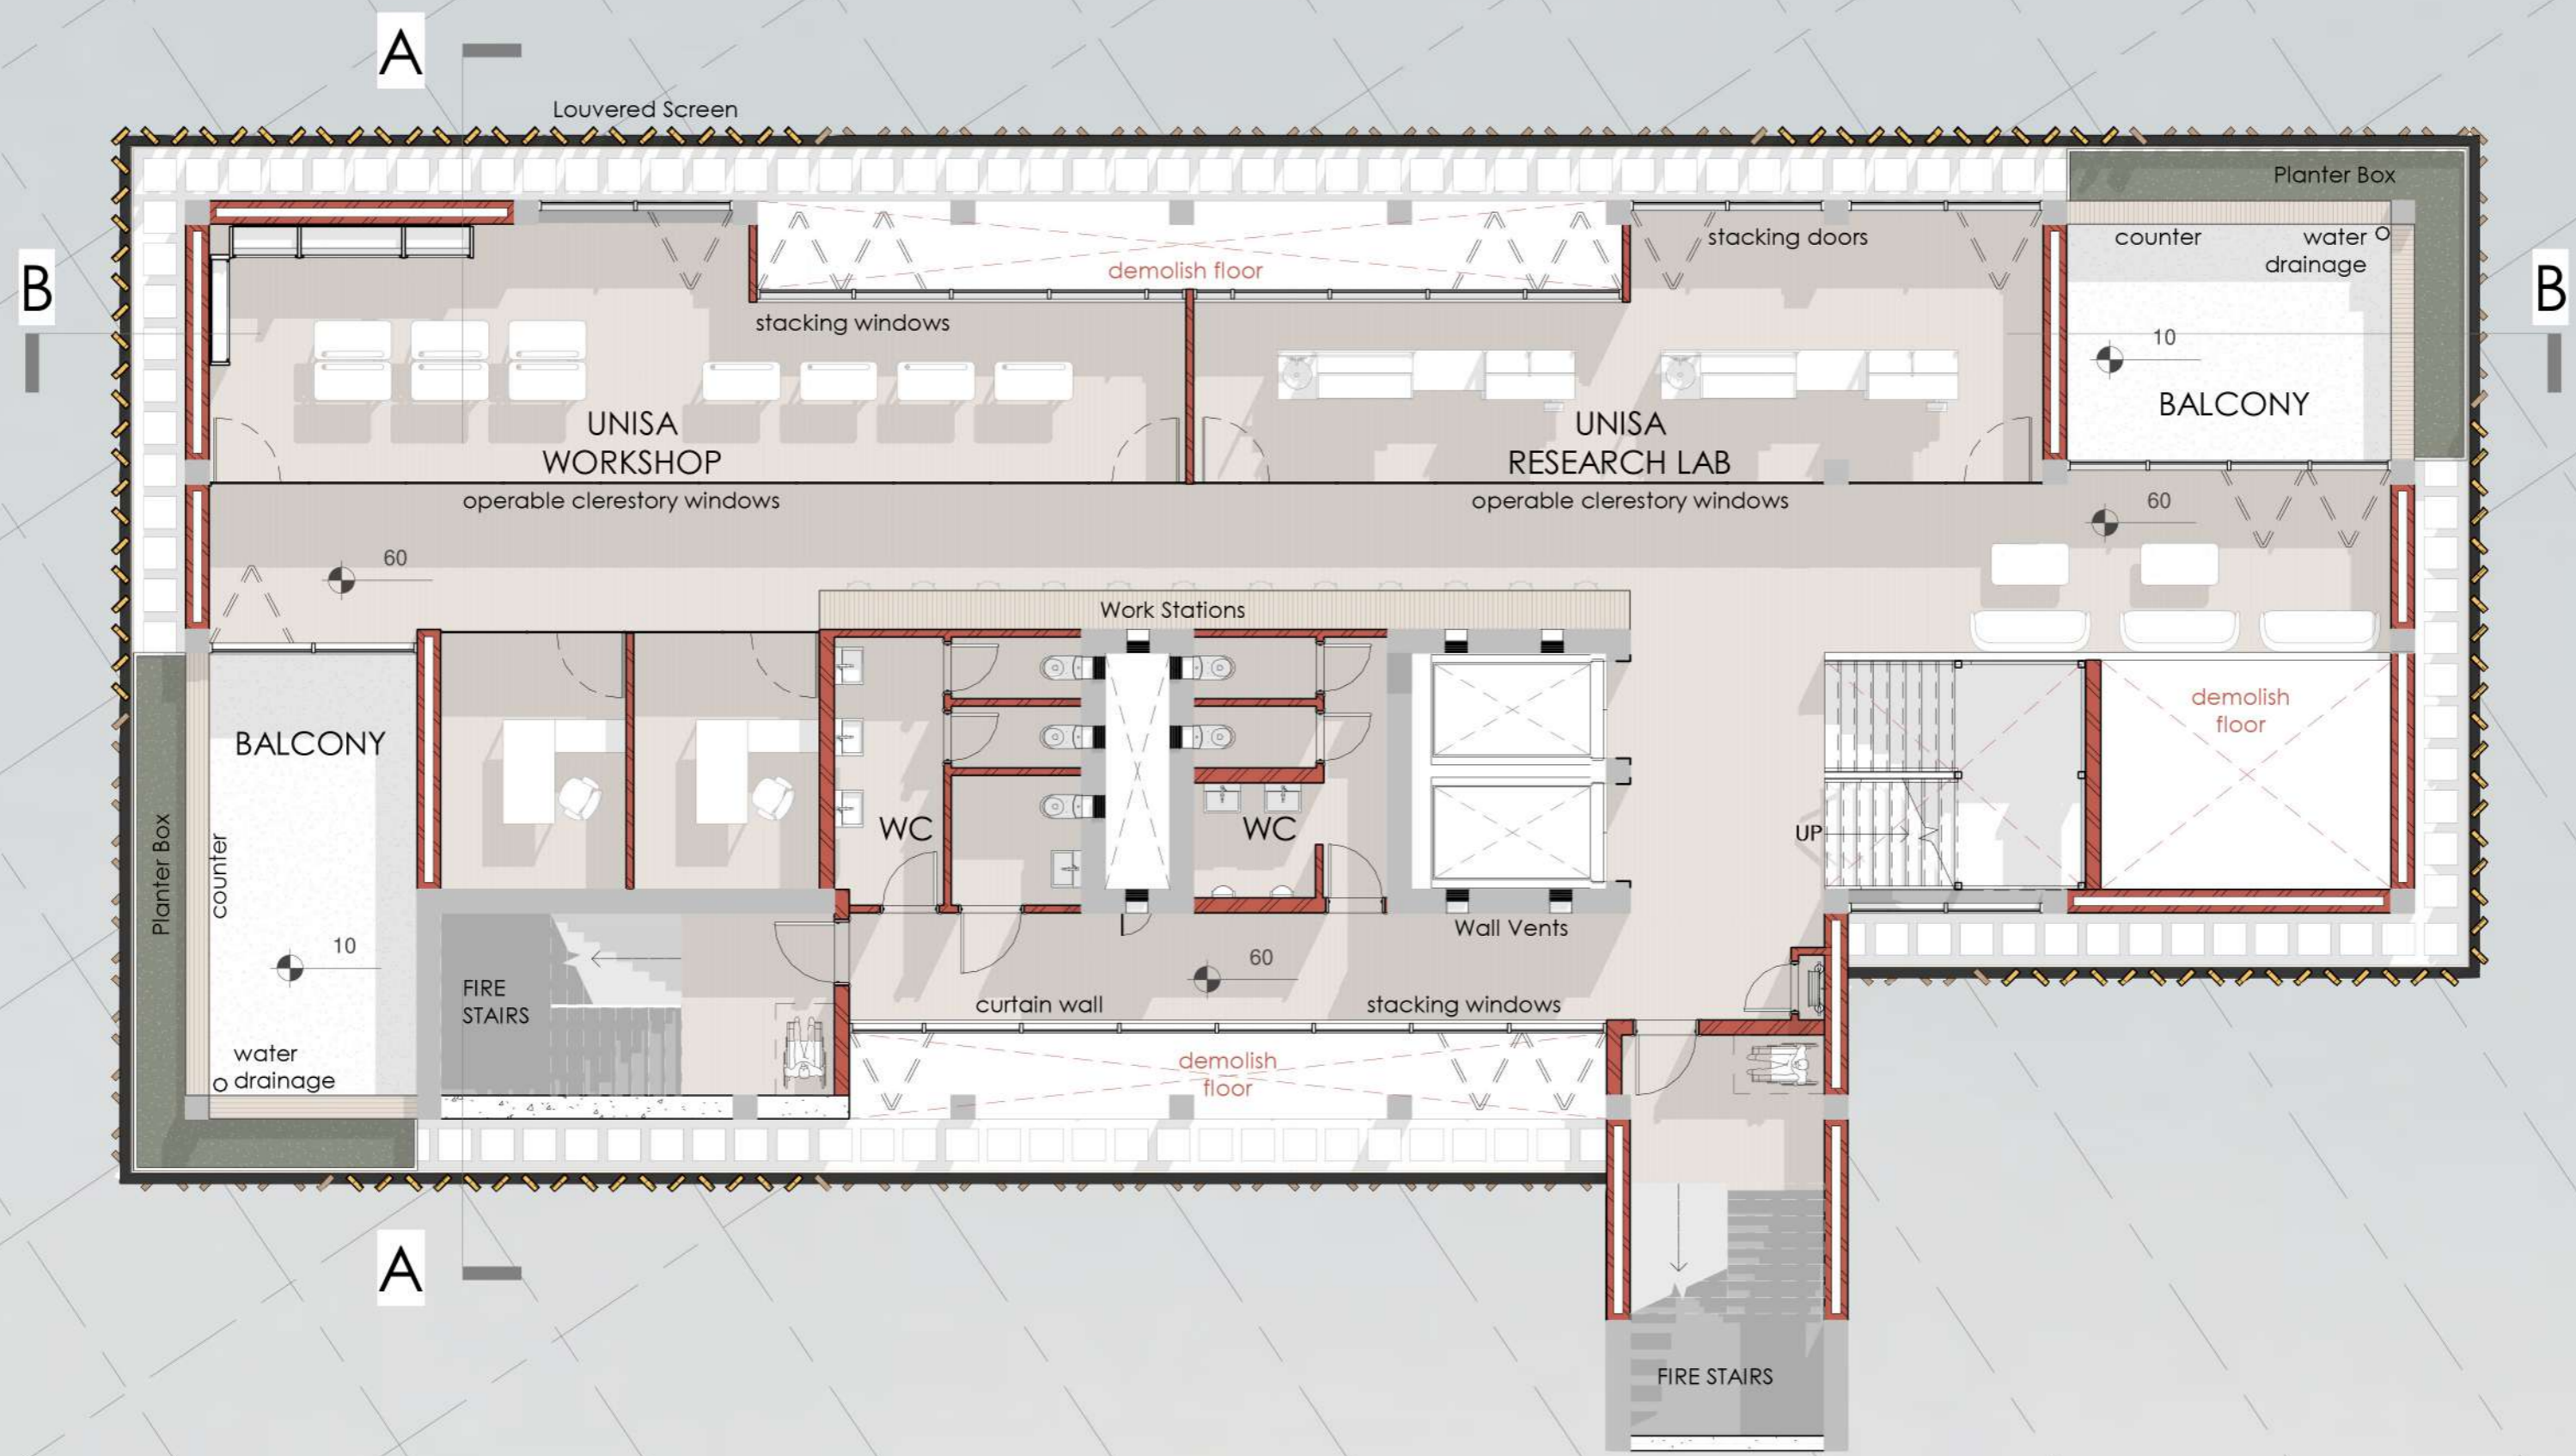 A
Louvered Screen
Planter Box
counter
water
drainage
stacking doors
demolish floor
B
B
stacking windows
10
BALCONY
UNISA
WORKSHOP
UNISA
RESEARCH LAB
operable clerestory windows
operable clerestory windows
60
60
Work Stations
demolish
floor
BALCONY
Planter Box
counter
WC
WC
UP
Wall Vents
10
60
FIRE
STAIRS
curtain wall
stacking windows
water
drainage
demolish
floor
A
FIRE STAIRS